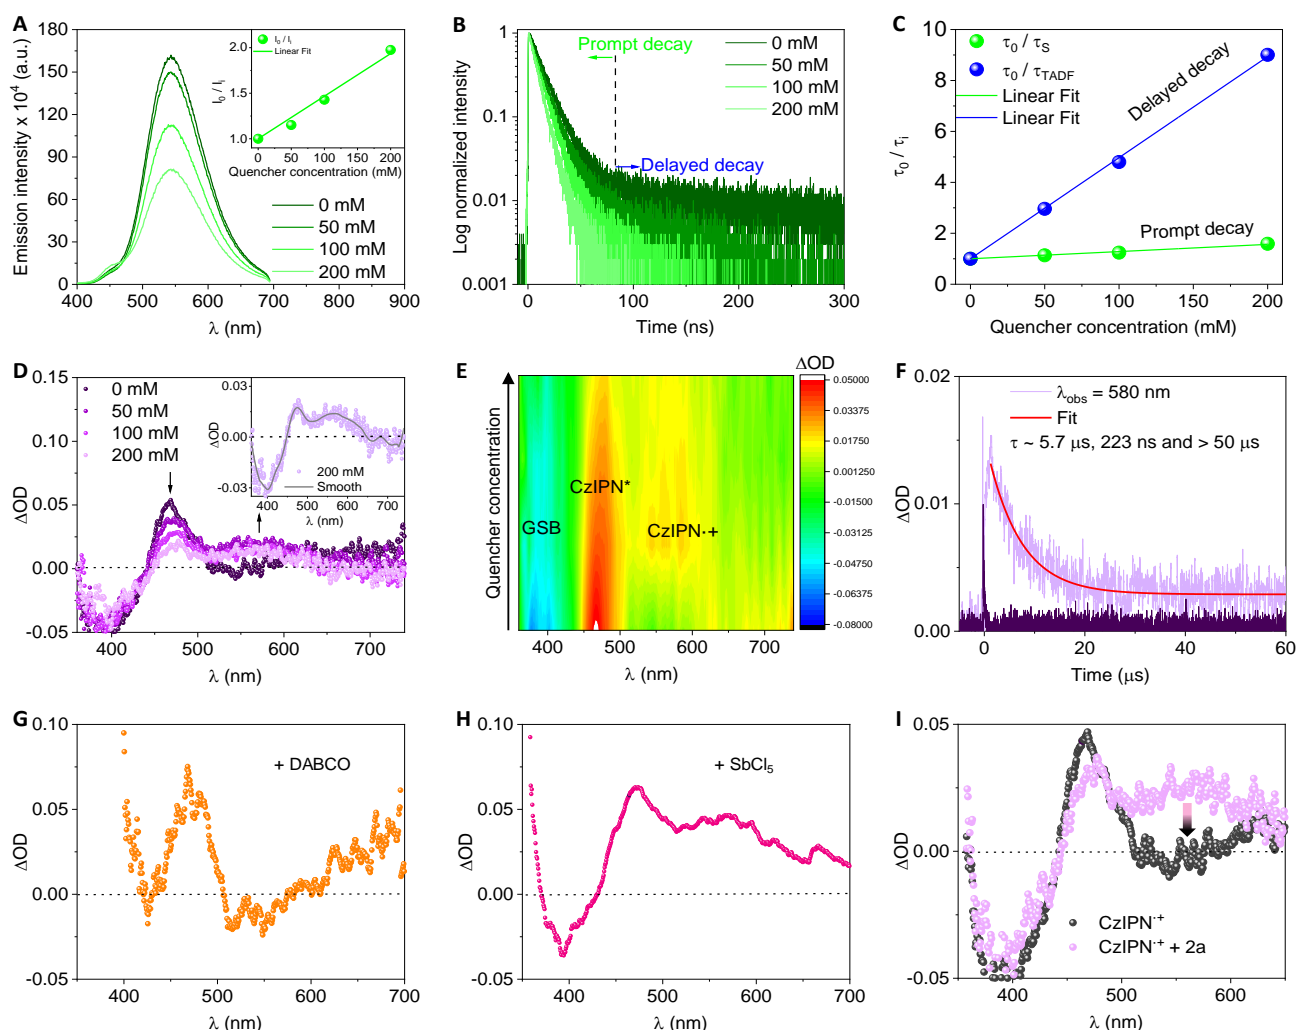 A
Emission intensity x 10⁴ (a.u.)
180
150
120
90
60
30
0
400 500 600 700 800 900
λ (nm)
0 mM
50 mM
100 mM
200 mM
I₀ / Iᵢ
Linear Fit
I₀ / Iᵢ
2.0
1.5
1.0
0 50 100 150 200
Quencher concentration (mM)
B
Log normalized intensity
1
0.1
0.01
0.001
0 100 200 300
Time (ns)
Prompt decay
Delayed decay
0 mM
50 mM
100 mM
200 mM
C
τ₀ / τᵢ
10
8
6
4
2
0
0 50 100 150 200
Quencher concentration (mM)
τ₀ / τS
τ₀ / τTADF
Linear Fit
Linear Fit
Delayed decay
Prompt decay
D
ΔOD
0.15
0.10
0.05
0.00
-0.05
400 500 600 700
λ (nm)
0 mM
50 mM
100 mM
200 mM
ΔOD
0.03
0.00
-0.03
200 mM
Smooth
400 500 600 700
λ (nm)
E
Quencher concentration
GSB
CzIPN*
CzIPN·+
400 500 600 700
λ (nm)
ΔOD
0.05000
0.03375
0.01750
0.001250
-0.01500
-0.03125
-0.04750
-0.06375
-0.08000
F
ΔOD
0.02
0.01
0.00
0 20 40 60
Time (μs)
λobs = 580 nm
Fit
τ ~ 5.7 μs, 223 ns and > 50 μs
G
ΔOD
0.10
0.05
0.00
-0.05
400 500 600 700
λ (nm)
+ DABCO
H
ΔOD
0.10
0.05
0.00
-0.05
400 500 600 700
λ (nm)
+ SbCl₅
I
ΔOD
0.05
0.00
-0.05
400 500 600
λ (nm)
CzIPN·⁺
CzIPN·⁺ + 2a